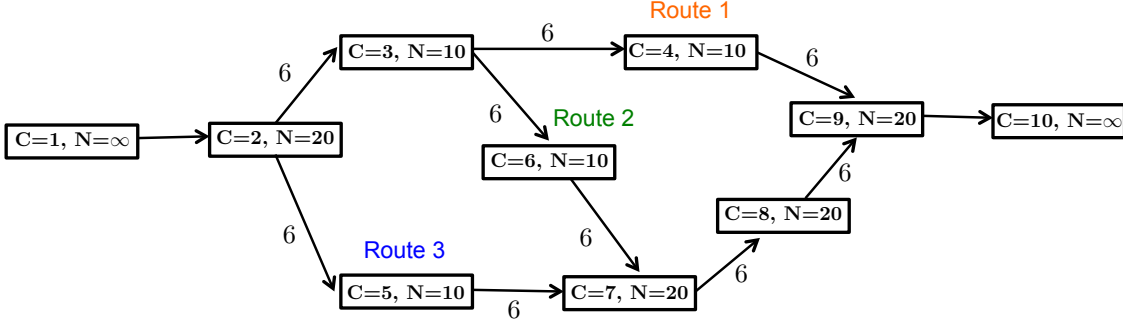 Route 1
6
C=3, N=10
C=4, N=10
6
6
6
Route 2
C=9, N=20
C=10, N=∞
C=1, N=∞
C=2, N=20
C=6, N=10
6
C=8, N=20
6
6
Route 3
6
C=5, N=10
6
C=7, N=20